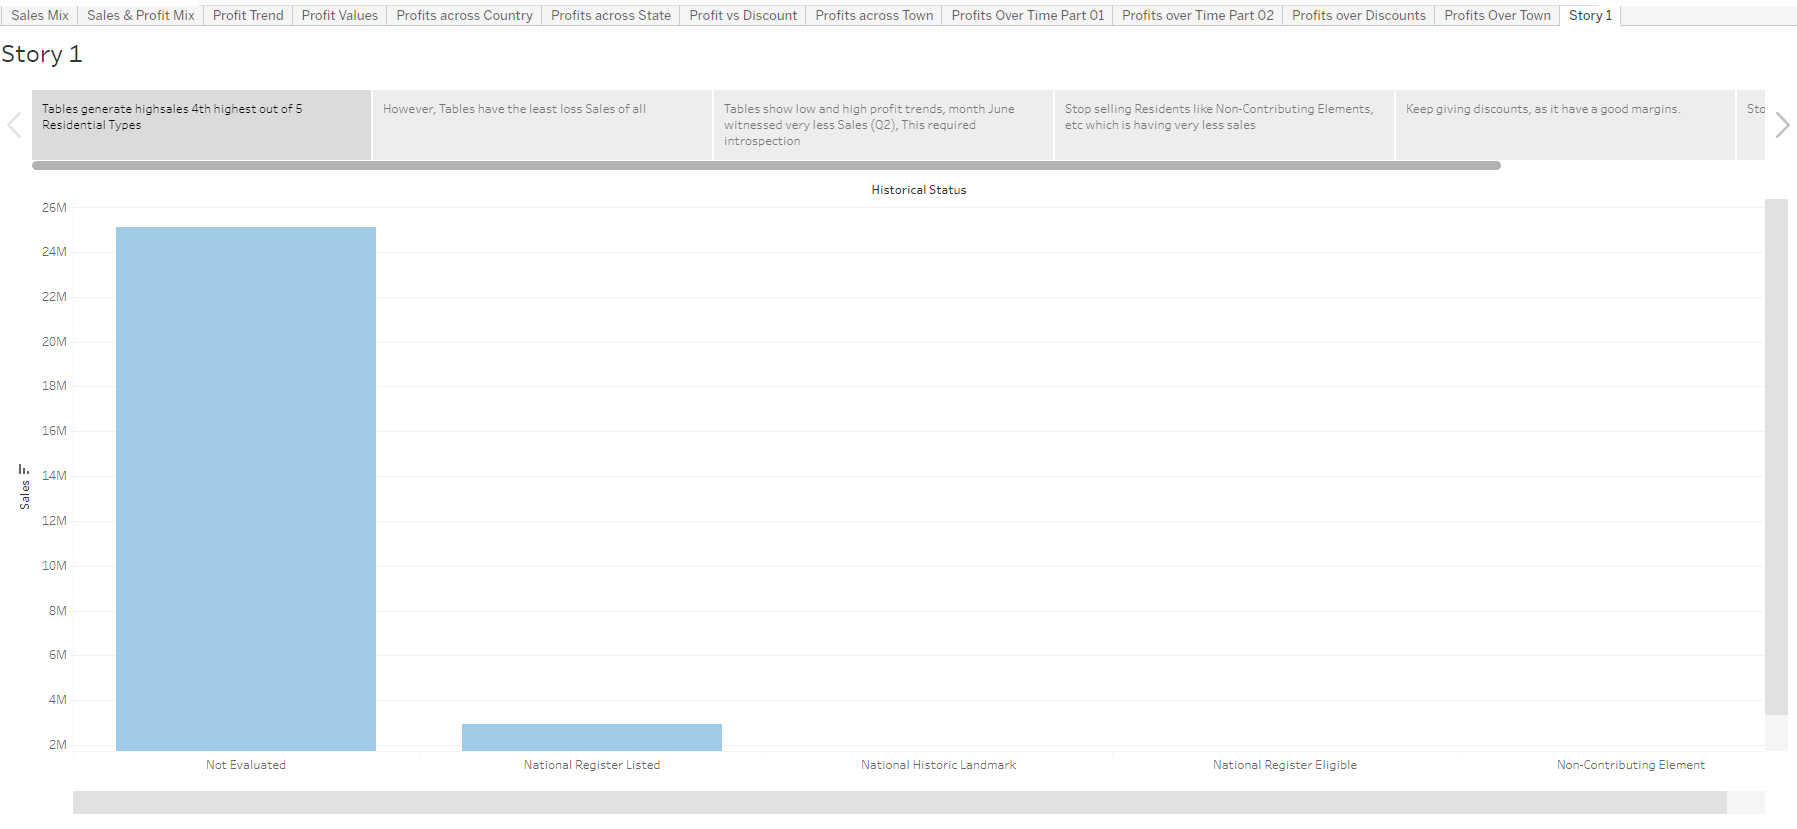 Sales Mix Sales & Profit Mix Profit Trend Profit Values Profits across Country Profits across State Profit vs Discount Profits across Town Profits Over Time Part 01 Profits over Time Part 02 Profits over Discounts Profits Over Town Story 1
Story 1
Tables generate highsales 4th highest out of 5
Residential Types
However, Tables have the least loss Sales of all
Tables show low and high profit trends, month June
witnessed very less Sales (Q2), This required
introspection
Stop selling Residents like Non-Contributing Elements,
etc which is having very less sales
Keep giving discounts, as it have a good margins.
Sto
Historical Status
26M
24M
22M
20M
18M
16M
14M
12M
10M
8M
6M
4M
2M
Sales
Not Evaluated National Register Listed National Historic Landmark National Register Eligible Non-Contributing Element